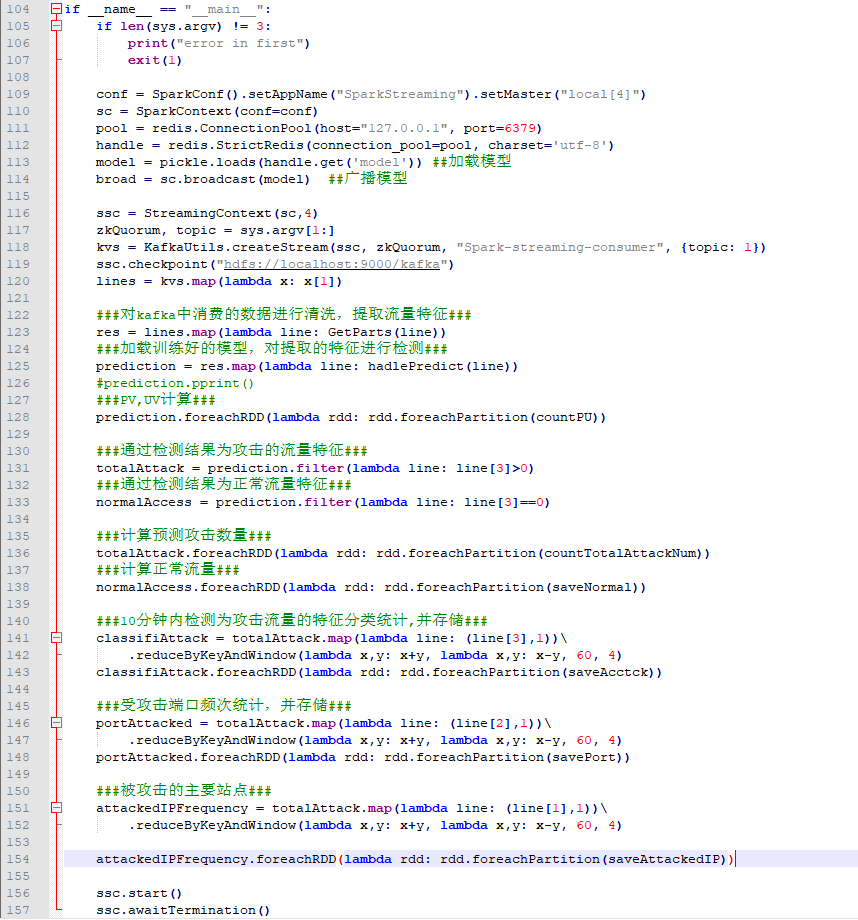 104 if __name__ == "__main__":
105     if len(sys.argv) != 3:
106         print("error in first")
107         exit(1)
108
109     conf = SparkConf().setAppName("SparkStreaming").setMaster("local[4]")
110     sc = SparkContext(conf=conf)
111     pool = redis.ConnectionPool(host="127.0.0.1", port=6379)
112     handle = redis.StrictRedis(connection_pool=pool, charset='utf-8')
113     model = pickle.loads(handle.get('model')) ##加载模型
114     broad = sc.broadcast(model)  ##广播模型
115
116     ssc = StreamingContext(sc,4)
117     zkQuorum, topic = sys.argv[1:]
118     kvs = KafkaUtils.createStream(ssc, zkQuorum, "Spark-streaming-consumer", {topic: 1})
119     ssc.checkpoint("hdfs://localhost:9000/kafka")
120     lines = kvs.map(lambda x: x[1])
121
122     ###对kafka中消费的数据进行清洗，提取流量特征###
123     res = lines.map(lambda line: GetParts(line))
124     ###加载训练好的模型，对提取的特征进行检测###
125     prediction = res.map(lambda line: hadlePredict(line))
126     #prediction.pprint()
127     ###PV,UV计算###
128     prediction.foreachRDD(lambda rdd: rdd.foreachPartition(countPU))
129
130     ###通过检测结果为攻击的流量特征###
131     totalAttack = prediction.filter(lambda line: line[3]>0)
132     ###通过检测结果为正常流量特征###
133     normalAccess = prediction.filter(lambda line: line[3]==0)
134
135     ###计算预测攻击数量###
136     totalAttack.foreachRDD(lambda rdd: rdd.foreachPartition(countTotalAttackNum))
137     ###计算正常流量###
138     normalAccess.foreachRDD(lambda rdd: rdd.foreachPartition(saveNormal))
139
140     ###10分钟内检测为攻击流量的特征分类统计,并存储###
141     classifiAttack = totalAttack.map(lambda line: (line[3],1))\
142         .reduceByKeyAndWindow(lambda x,y: x+y, lambda x,y: x-y, 60, 4)
143     classifiAttack.foreachRDD(lambda rdd: rdd.foreachPartition(saveAcctck))
144
145     ###受攻击端口频次统计，并存储###
146     portAttacked = totalAttack.map(lambda line: (line[2],1))\
147         .reduceByKeyAndWindow(lambda x,y: x+y, lambda x,y: x-y, 60, 4)
148     portAttacked.foreachRDD(lambda rdd: rdd.foreachPartition(savePort))
149
150     ###被攻击的主要站点###
151     attackedIPFrequency = totalAttack.map(lambda line: (line[1],1))\
152         .reduceByKeyAndWindow(lambda x,y: x+y, lambda x,y: x-y, 60, 4)
153
154     attackedIPFrequency.foreachRDD(lambda rdd: rdd.foreachPartition(saveAttackedIP))
155
156     ssc.start()
157     ssc.awaitTermination()